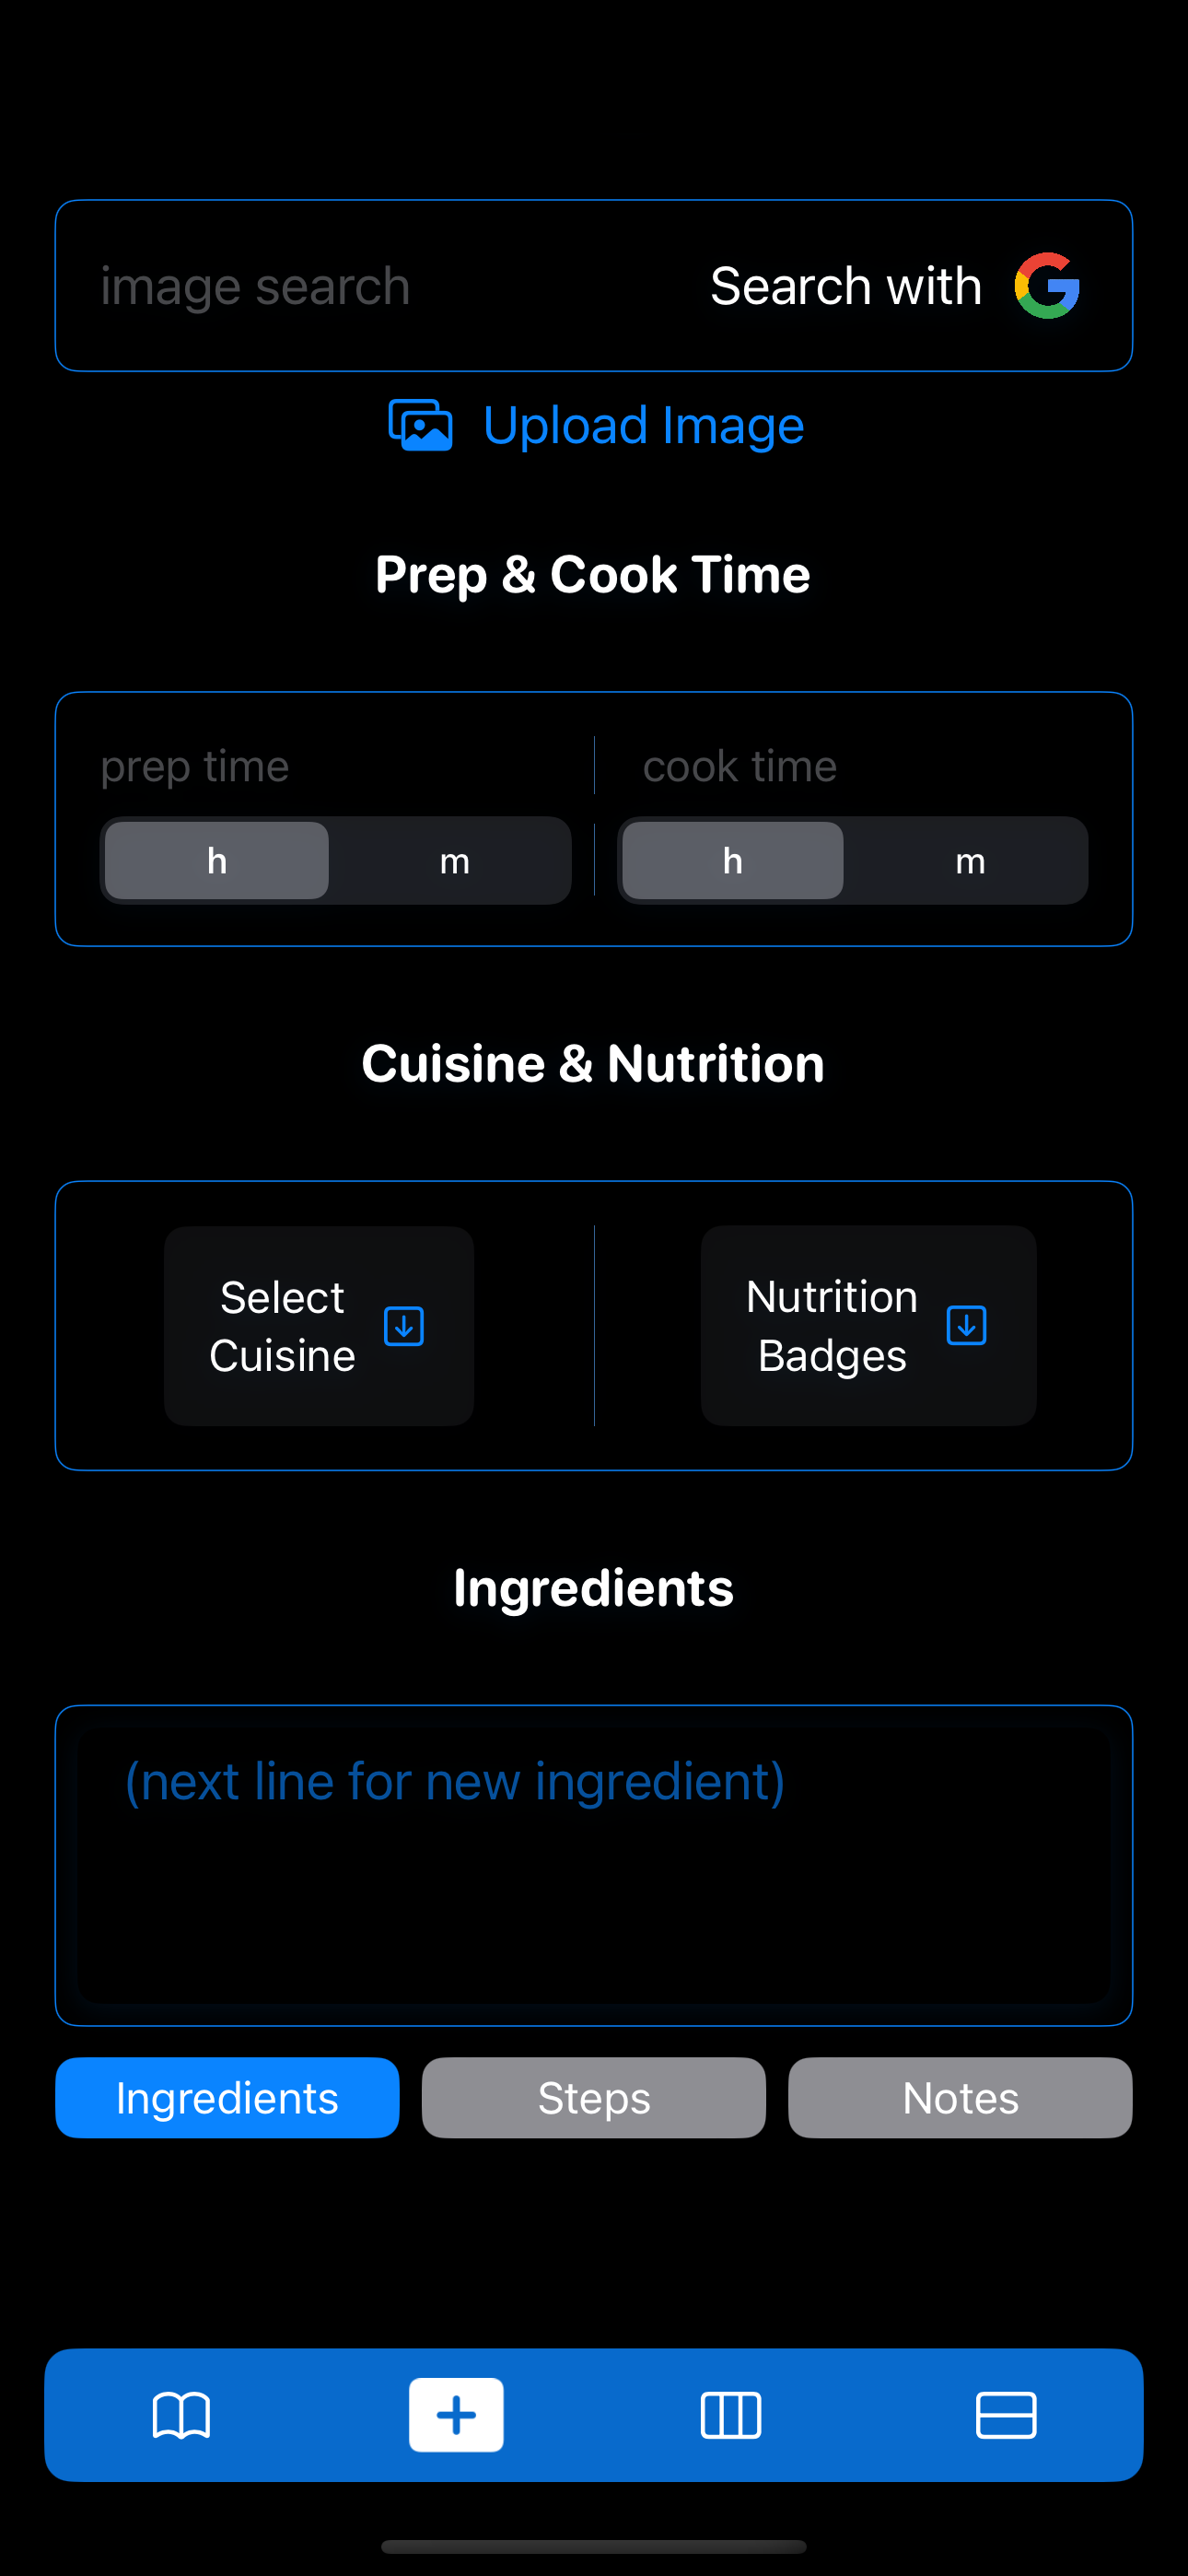 image search Search with
Upload Image
Prep & Cook Time
prep time cook time
h m h m
Cuisine & Nutrition
Select
Cuisine
Nutrition
Badges
Ingredients
(next line for new ingredient)
Ingredients Steps Notes